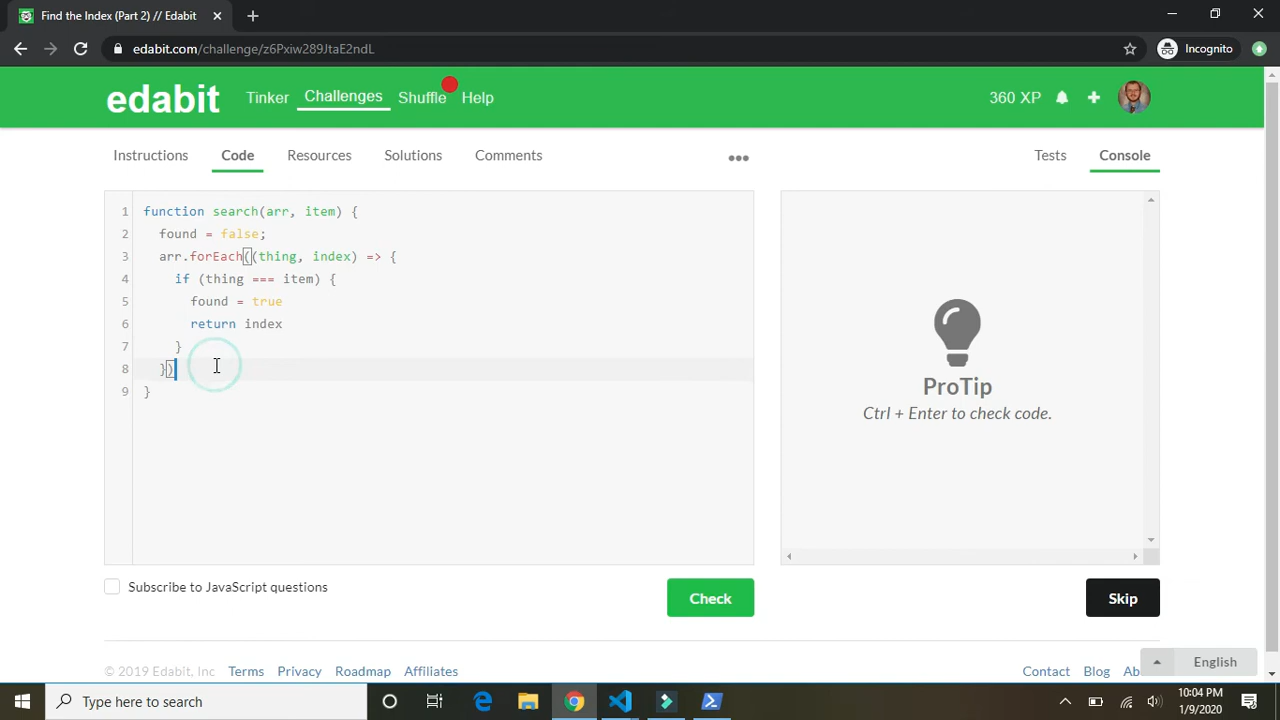 Find the Index (Part 2) // Edabit
edabit.com/challenge/z6Pxiw289JtaE2ndL
Incognito
edabit Tinker Challenges Shuffle Help 360 XP
Instructions Code Resources Solutions Comments ••• Tests Console
1 function search(arr, item) {
2 found = false;
3 arr.forEach((thing, index) => {
4 if (thing === item) {
5 found = true
6 return index
7 }
8 })
9 }
ProTip
Ctrl + Enter to check code.
Subscribe to JavaScript questions
Check
Skip
© 2019 Edabit, Inc Terms Privacy Roadmap Affiliates Contact Blog Ab
English
Type here to search
10:04 PM
1/9/2020